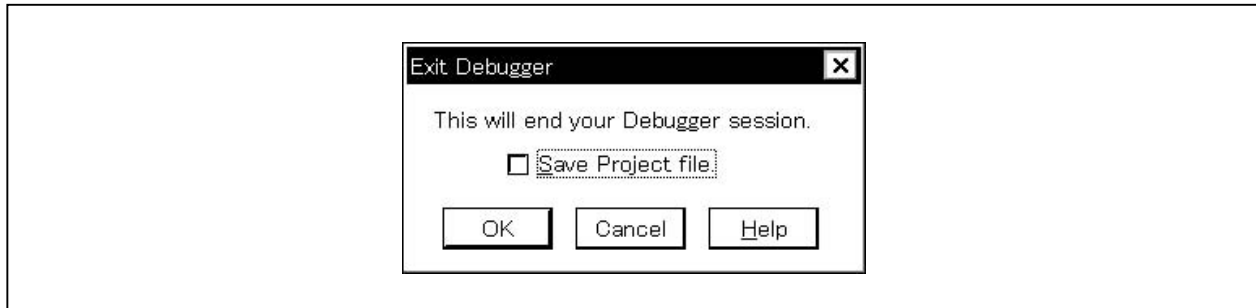 Exit Debugger
This will end your Debugger session.
Save Project file.
OK Cancel Help